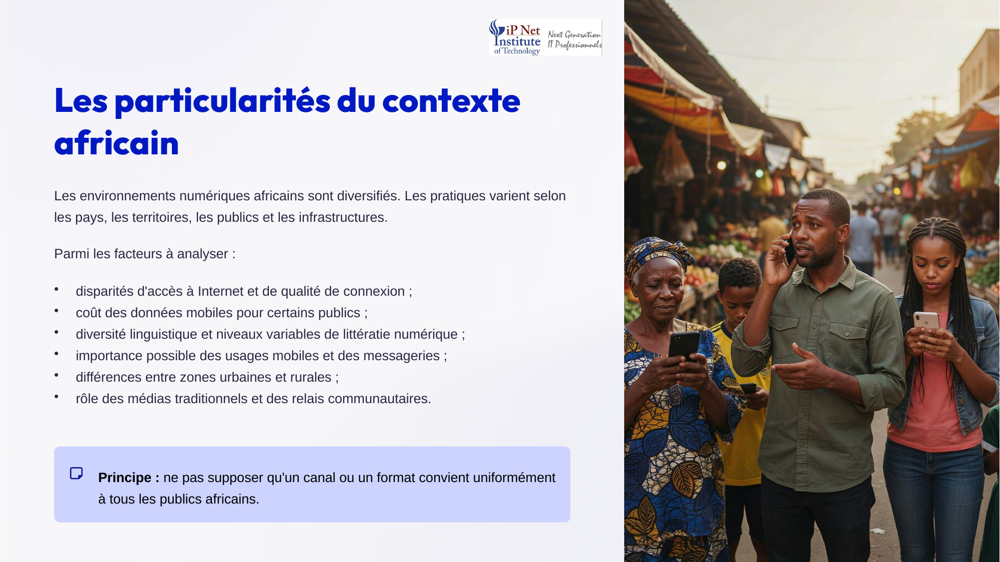 iP Net
Institute
of Technology
Next Generation
IT Professionnels
Les particularités du contexte
africain
Les environnements numériques africains sont diversifiés. Les pratiques varient selon
les pays, les territoires, les publics et les infrastructures.
Parmi les facteurs à analyser :
• disparités d'accès à Internet et de qualité de connexion ;
• coût des données mobiles pour certains publics ;
• diversité linguistique et niveaux variables de littératie numérique ;
• importance possible des usages mobiles et des messageries ;
• différences entre zones urbaines et rurales ;
• rôle des médias traditionnels et des relais communautaires.
Principe : ne pas supposer qu'un canal ou un format convient uniformément
à tous les publics africains.